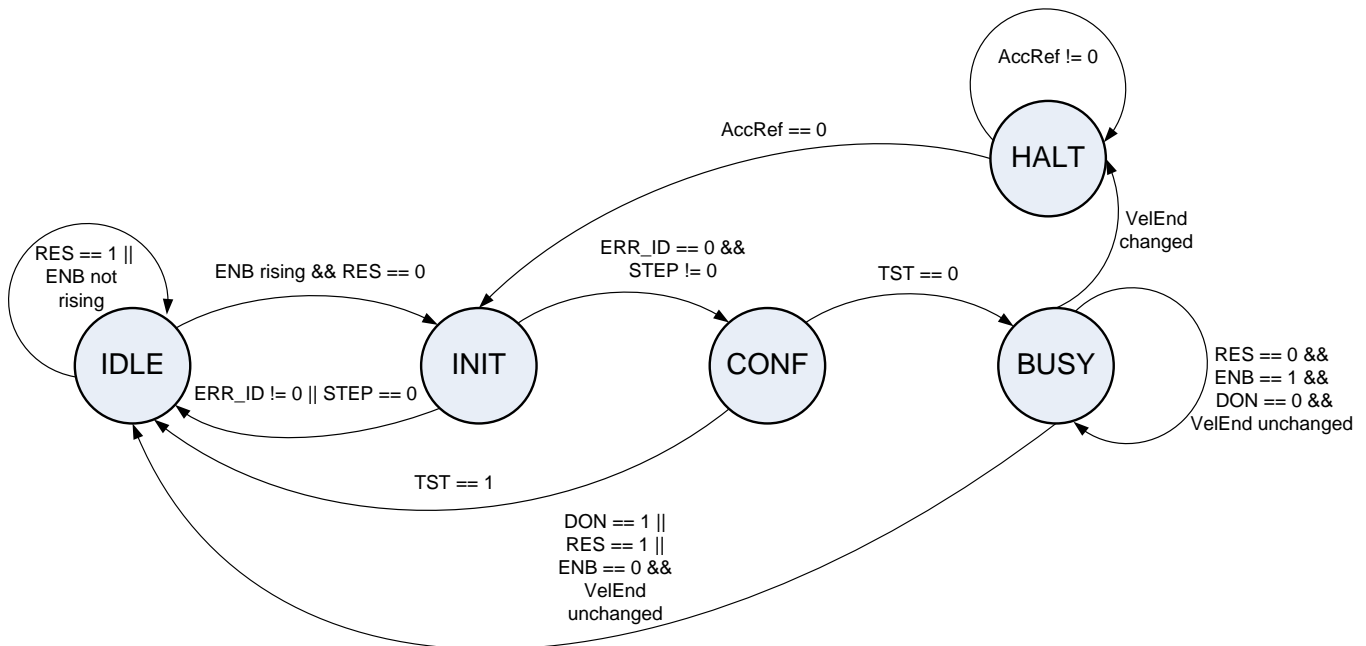 AccRef != 0
AccRef == 0
HALT
VelEnd
changed
RES == 1 ||
ENB not
rising
ENB rising && RES == 0
ERR_ID == 0 &&
STEP != 0
TST == 0
IDLE
INIT
CONF
BUSY
RES == 0 &&
ENB == 1 &&
DON == 0 &&
VelEnd unchanged
ERR_ID != 0 || STEP == 0
TST == 1
DON == 1 ||
RES == 1 ||
ENB == 0 &&
VelEnd
unchanged